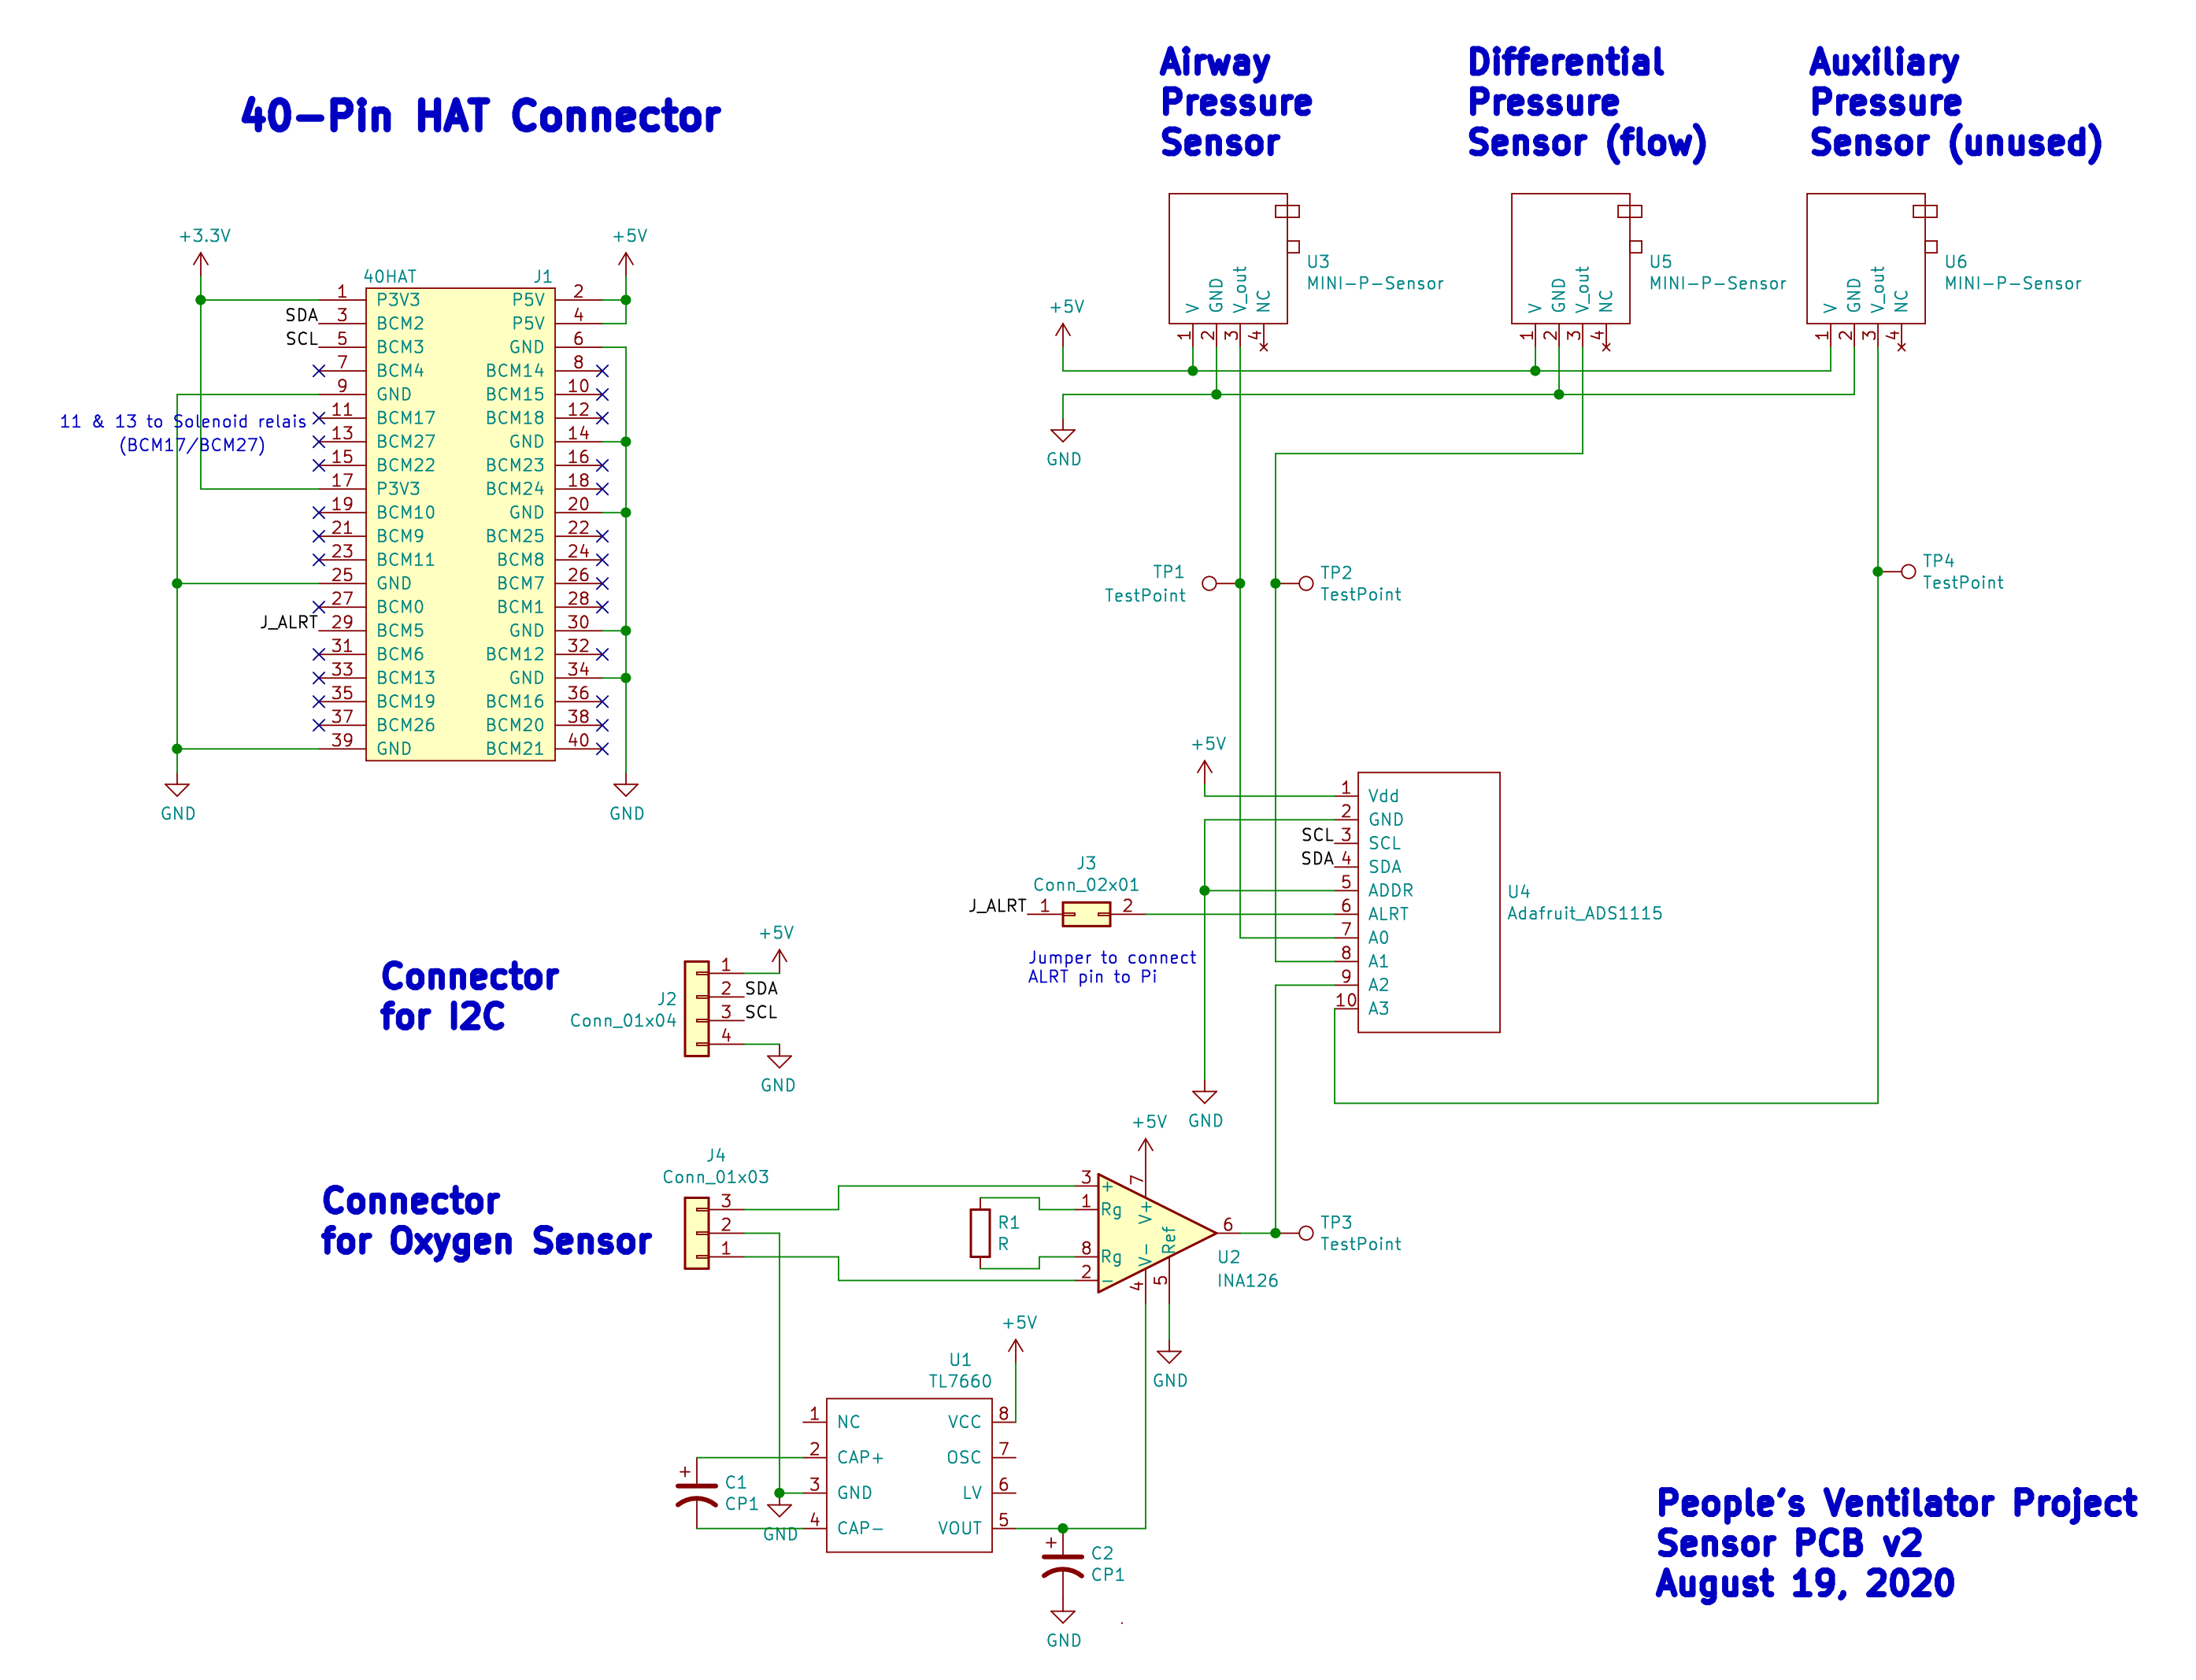 40-Pin HAT Connector
Airway
Pressure
Sensor
Differential
Pressure
Sensor (flow)
Auxiliary
Pressure
Sensor (unused)
+3.3V
+5V
40HAT J1
1 P3V3 P5V 2
SDA 3 BCM2 P5V 4
SCL 5 BCM3 GND 6
7 BCM4 BCM14 8
9 GND BCM15 10
11 BCM17 BCM18 12
13 BCM27 GND 14
15 BCM22 BCM23 16
17 P3V3 BCM24 18
19 BCM10 GND 20
21 BCM9 BCM25 22
23 BCM11 BCM8 24
25 GND BCM7 26
27 BCM0 BCM1 28
J_ALRT 29 BCM5 GND 30
31 BCM6 BCM12 32
33 BCM13 GND 34
35 BCM19 BCM16 36
37 BCM26 BCM20 38
39 GND BCM21 40
11 & 13 to Solenoid relais
(BCM17/BCM27)
GND
GND
U3
MINI-P-Sensor
V GND V_out NC
1 2 3 4
U5
MINI-P-Sensor
V GND V_out NC
1 2 3 4
U6
MINI-P-Sensor
V GND V_out NC
1 2 3 4
+5V
GND
TP1
TestPoint
TP2
TestPoint
TP4
TestPoint
+5V
1 Vdd
2 GND
SCL 3 SCL
SDA 4 SDA
5 ADDR
6 ALRT
7 A0
8 A1
9 A2
10 A3
U4
Adafruit_ADS1115
J3
Conn_02x01
J_ALRT 1 2
Jumper to connect
ALRT pin to Pi
GND
Connector
for I2C
+5V
J2
Conn_01x04
1
2 SDA
3 SCL
4
GND
Connector
for Oxygen Sensor
J4
Conn_01x03
3
2
1
R1
R
+5V
3 +
1 Rg
8 Rg
2 -
7 V+
4 V-
5 Ref
6
U2
INA126
TP3
TestPoint
GND
+5V
U1
TL7660
1 NC VCC 8
2 CAP+ OSC 7
3 GND LV 6
4 CAP- VOUT 5
+
C1
CP1
GND
+
C2
CP1
GND
People's Ventilator Project
Sensor PCB v2
August 19, 2020